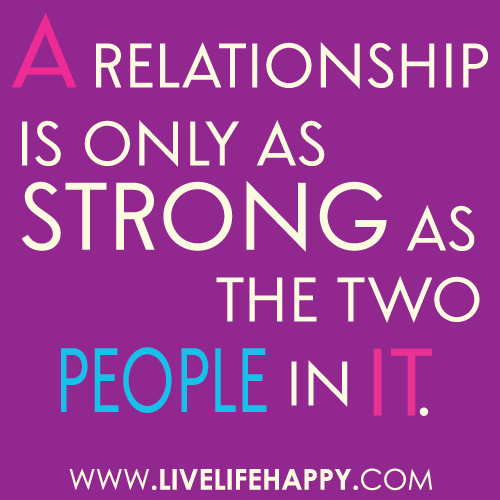 A RELATIONSHIP
IS ONLY AS
STRONG AS
THE TWO
PEOPLE IN IT.
WWW.LIVELIFEHAPPY.COM